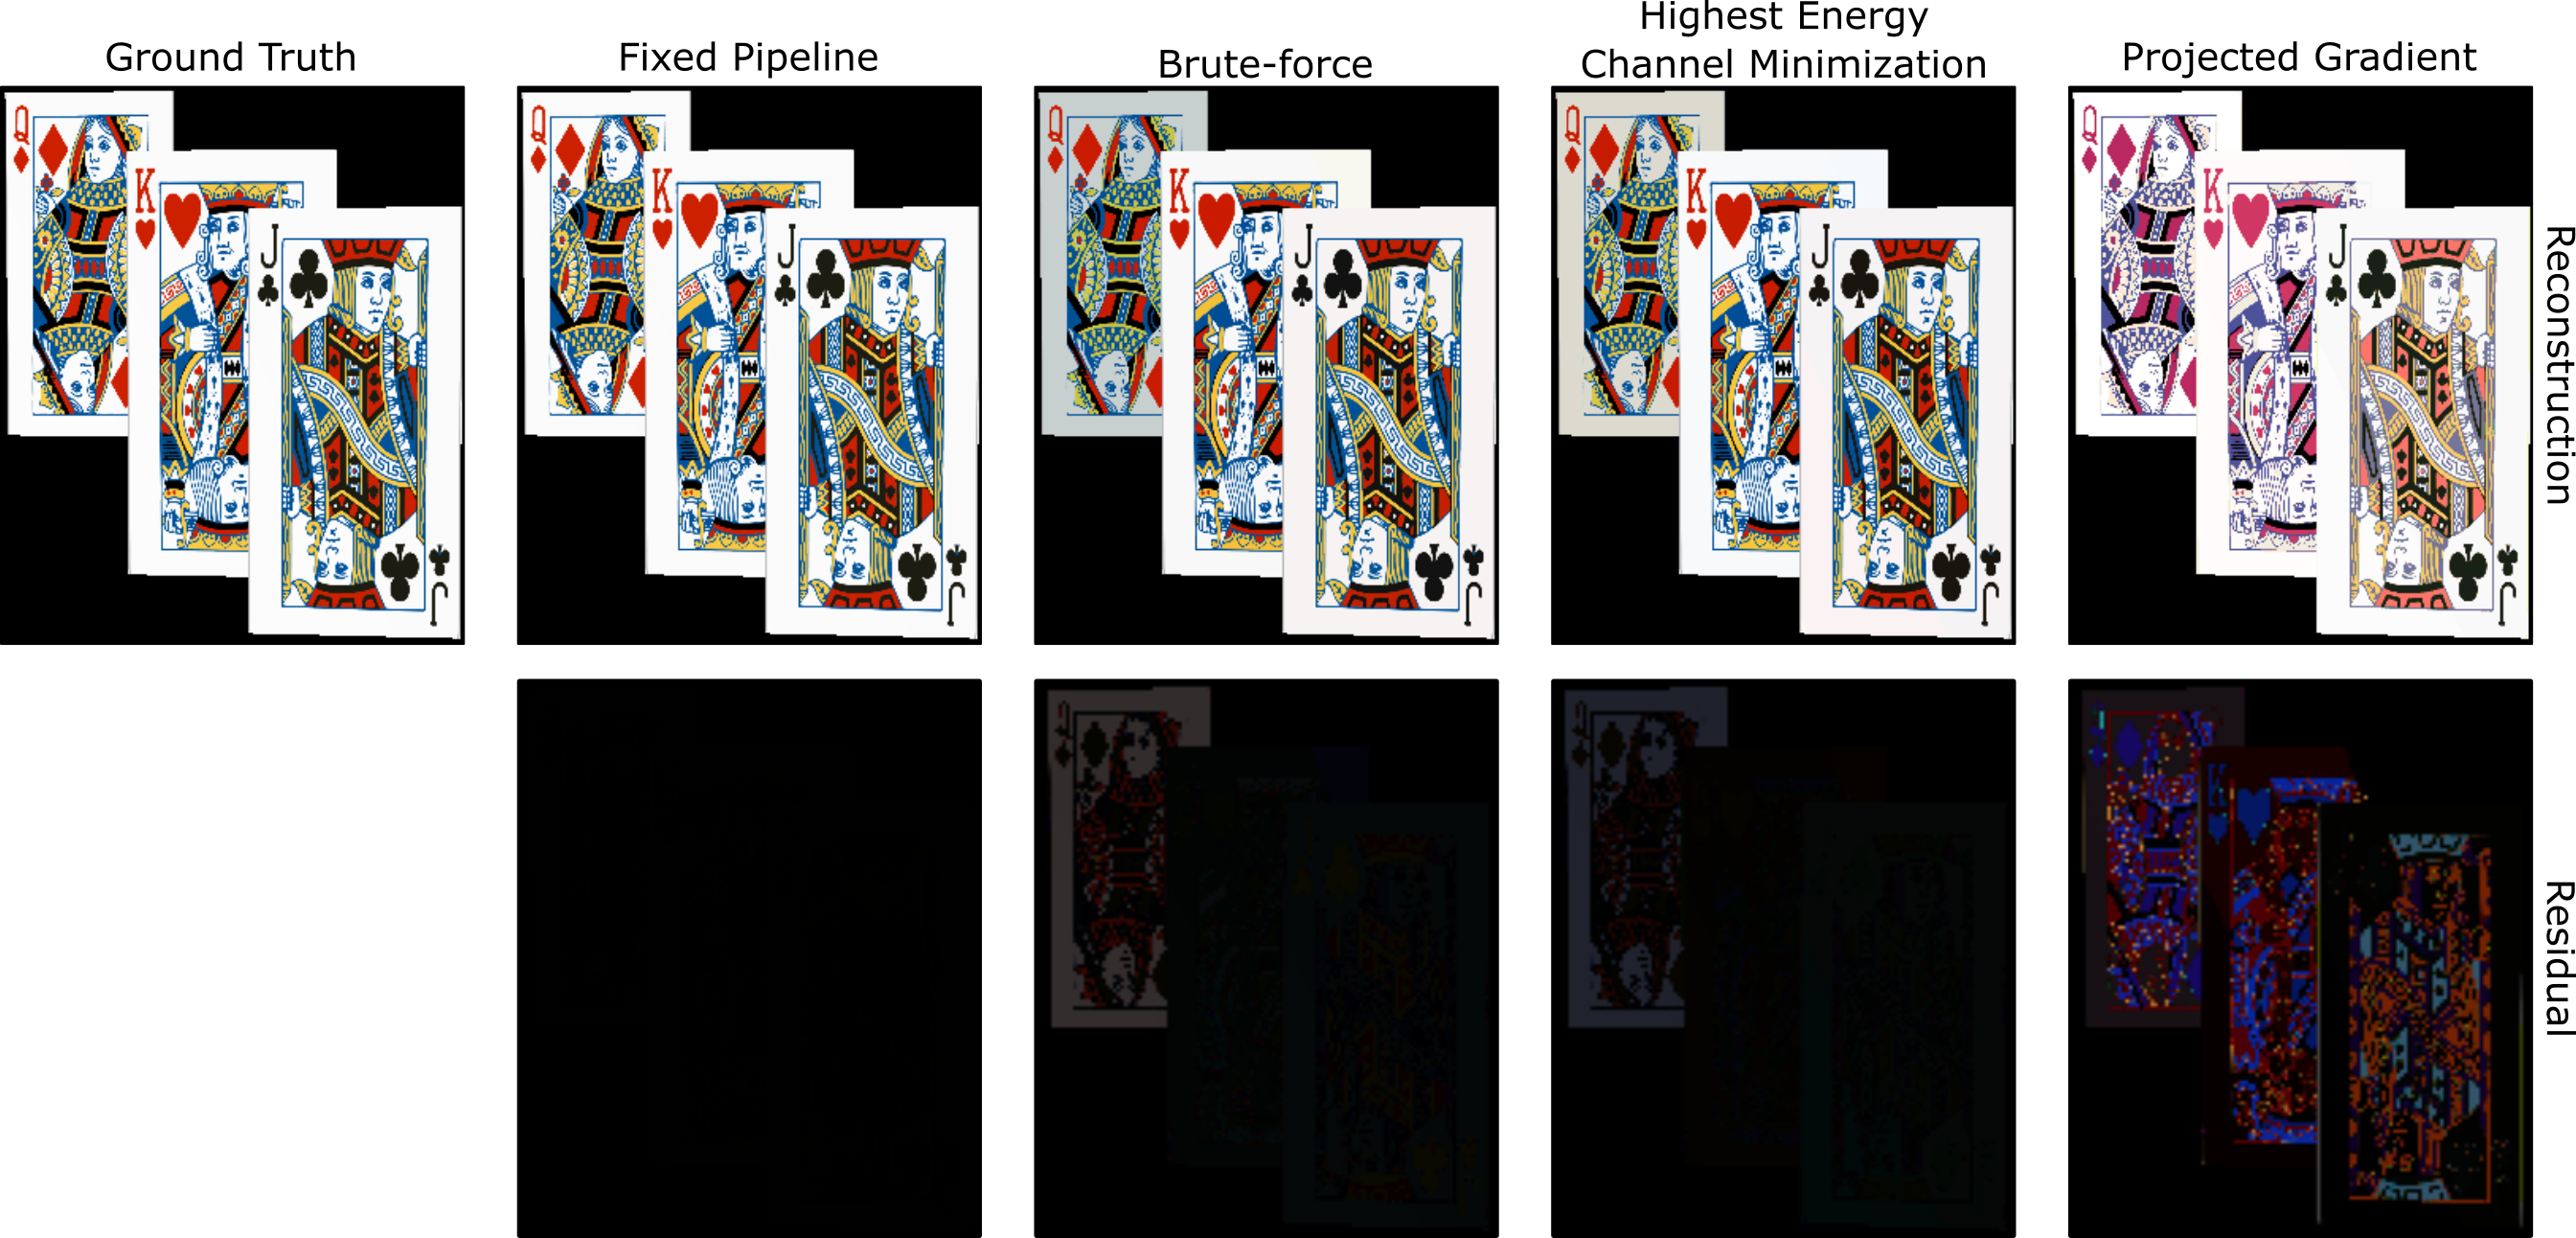 Ground Truth
Fixed Pipeline
Brute-force
Highest Energy
Channel Minimization
Projected Gradient
Q
K
J
J
Q
K
J
J
Q
K
J
J
Q
K
J
J
Q
K
J
J
Reconstruction
Residual